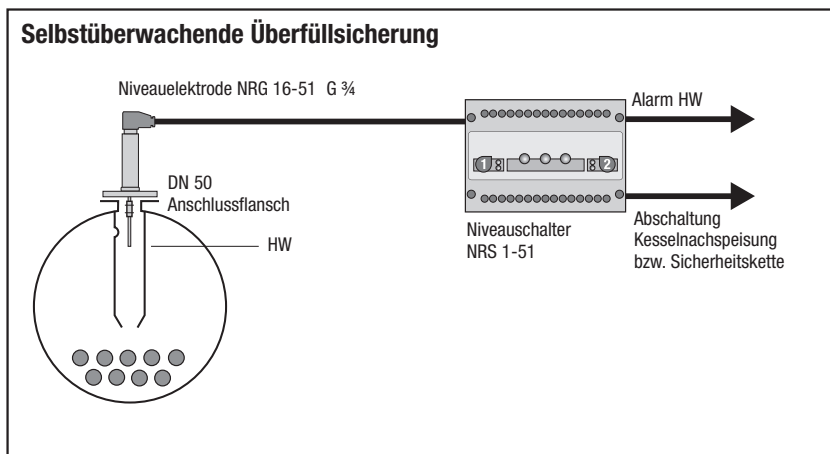 Selbstüberwachende Überfüllsicherung
Niveauelektrode NRG 16-51 G ¾
Alarm HW
1
2
DN 50
Anschlussflansch
HW
Niveauschalter
NRS 1-51
Abschaltung
Kesselnachspeisung
bzw. Sicherheitskette